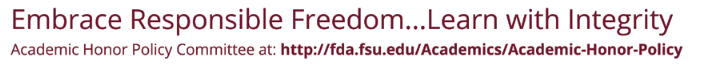 Embrace Responsible Freedom...Learn with Integrity
Academic Honor Policy Committee at: http://fda.fsu.edu/Academics/Academic-Honor-Policy